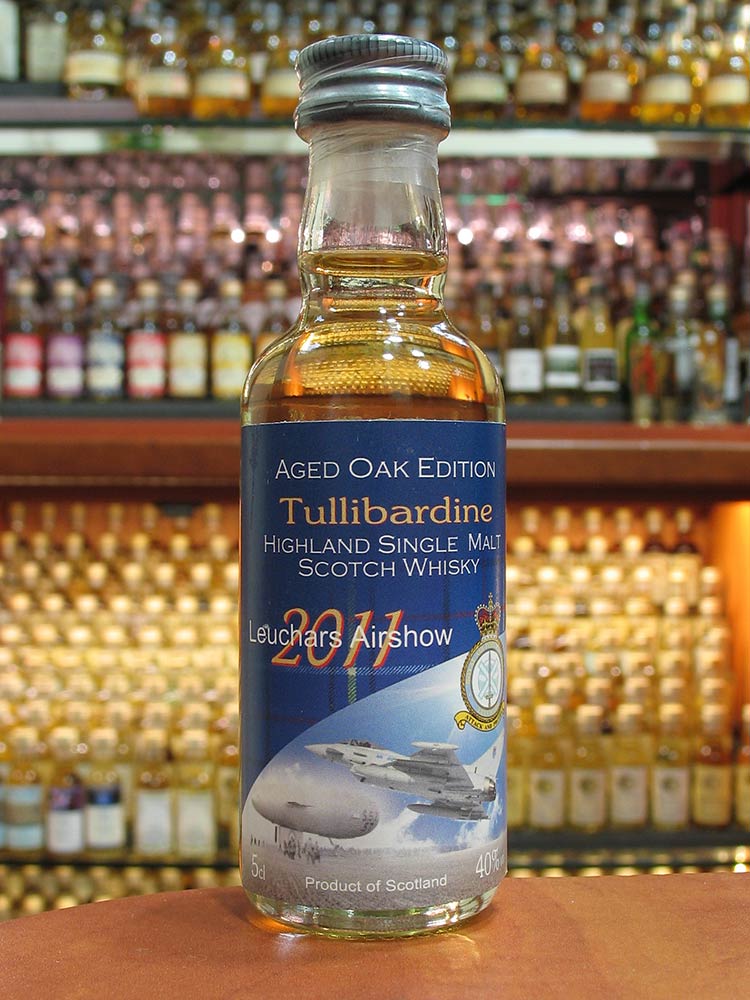 AGED OAK EDITION
Tullibardine
HIGHLAND SINGLE MALT
SCOTCH WHISKY
2011
Leuchars Airshow
5cl
Product of Scotland
40%